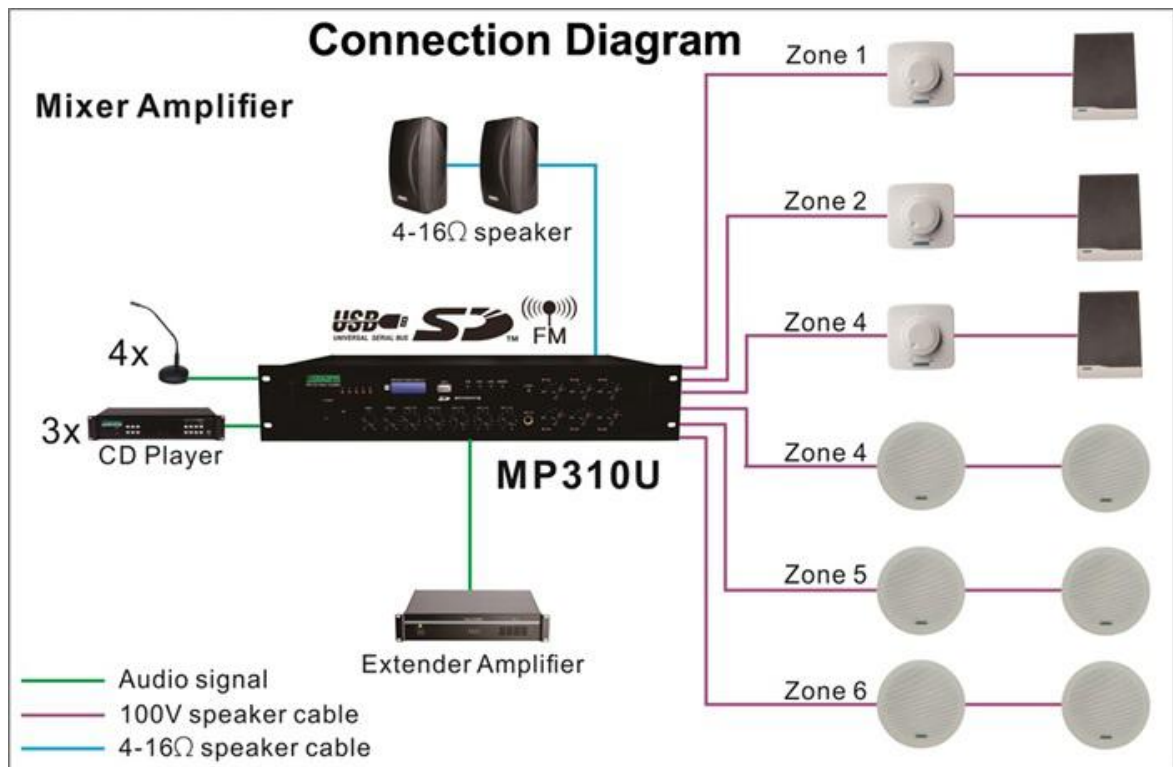 Connection Diagram
Mixer Amplifier
Zone 1
Zone 2
4-16Ω speaker
USB
UNIVERSAL SERIAL BUS
SD
TM
FM
Zone 4
4x
3x
CD Player
MP310U
Zone 4
Zone 5
Extender Amplifier
Zone 6
Audio signal
100V speaker cable
4-16Ω speaker cable